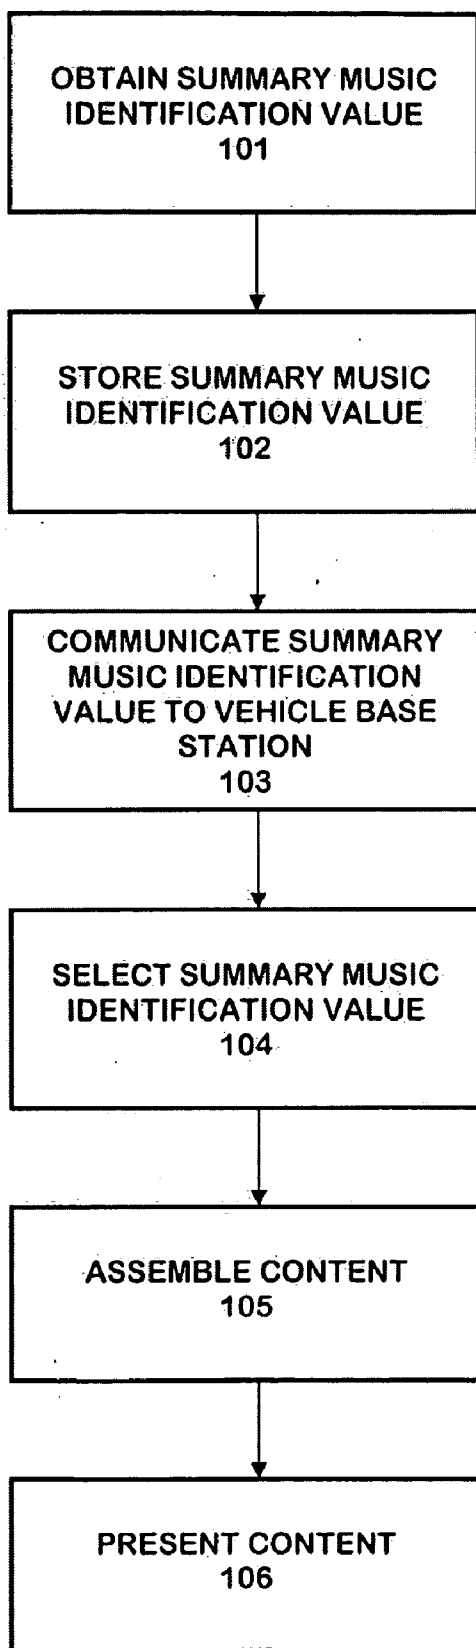 OBTAIN SUMMARY MUSIC
IDENTIFICATION VALUE
101
STORE SUMMARY MUSIC
IDENTIFICATION VALUE
102
COMMUNICATE SUMMARY
MUSIC IDENTIFICATION
VALUE TO VEHICLE BASE
STATION
103
SELECT SUMMARY MUSIC
IDENTIFICATION VALUE
104
ASSEMBLE CONTENT
105
PRESENT CONTENT
106